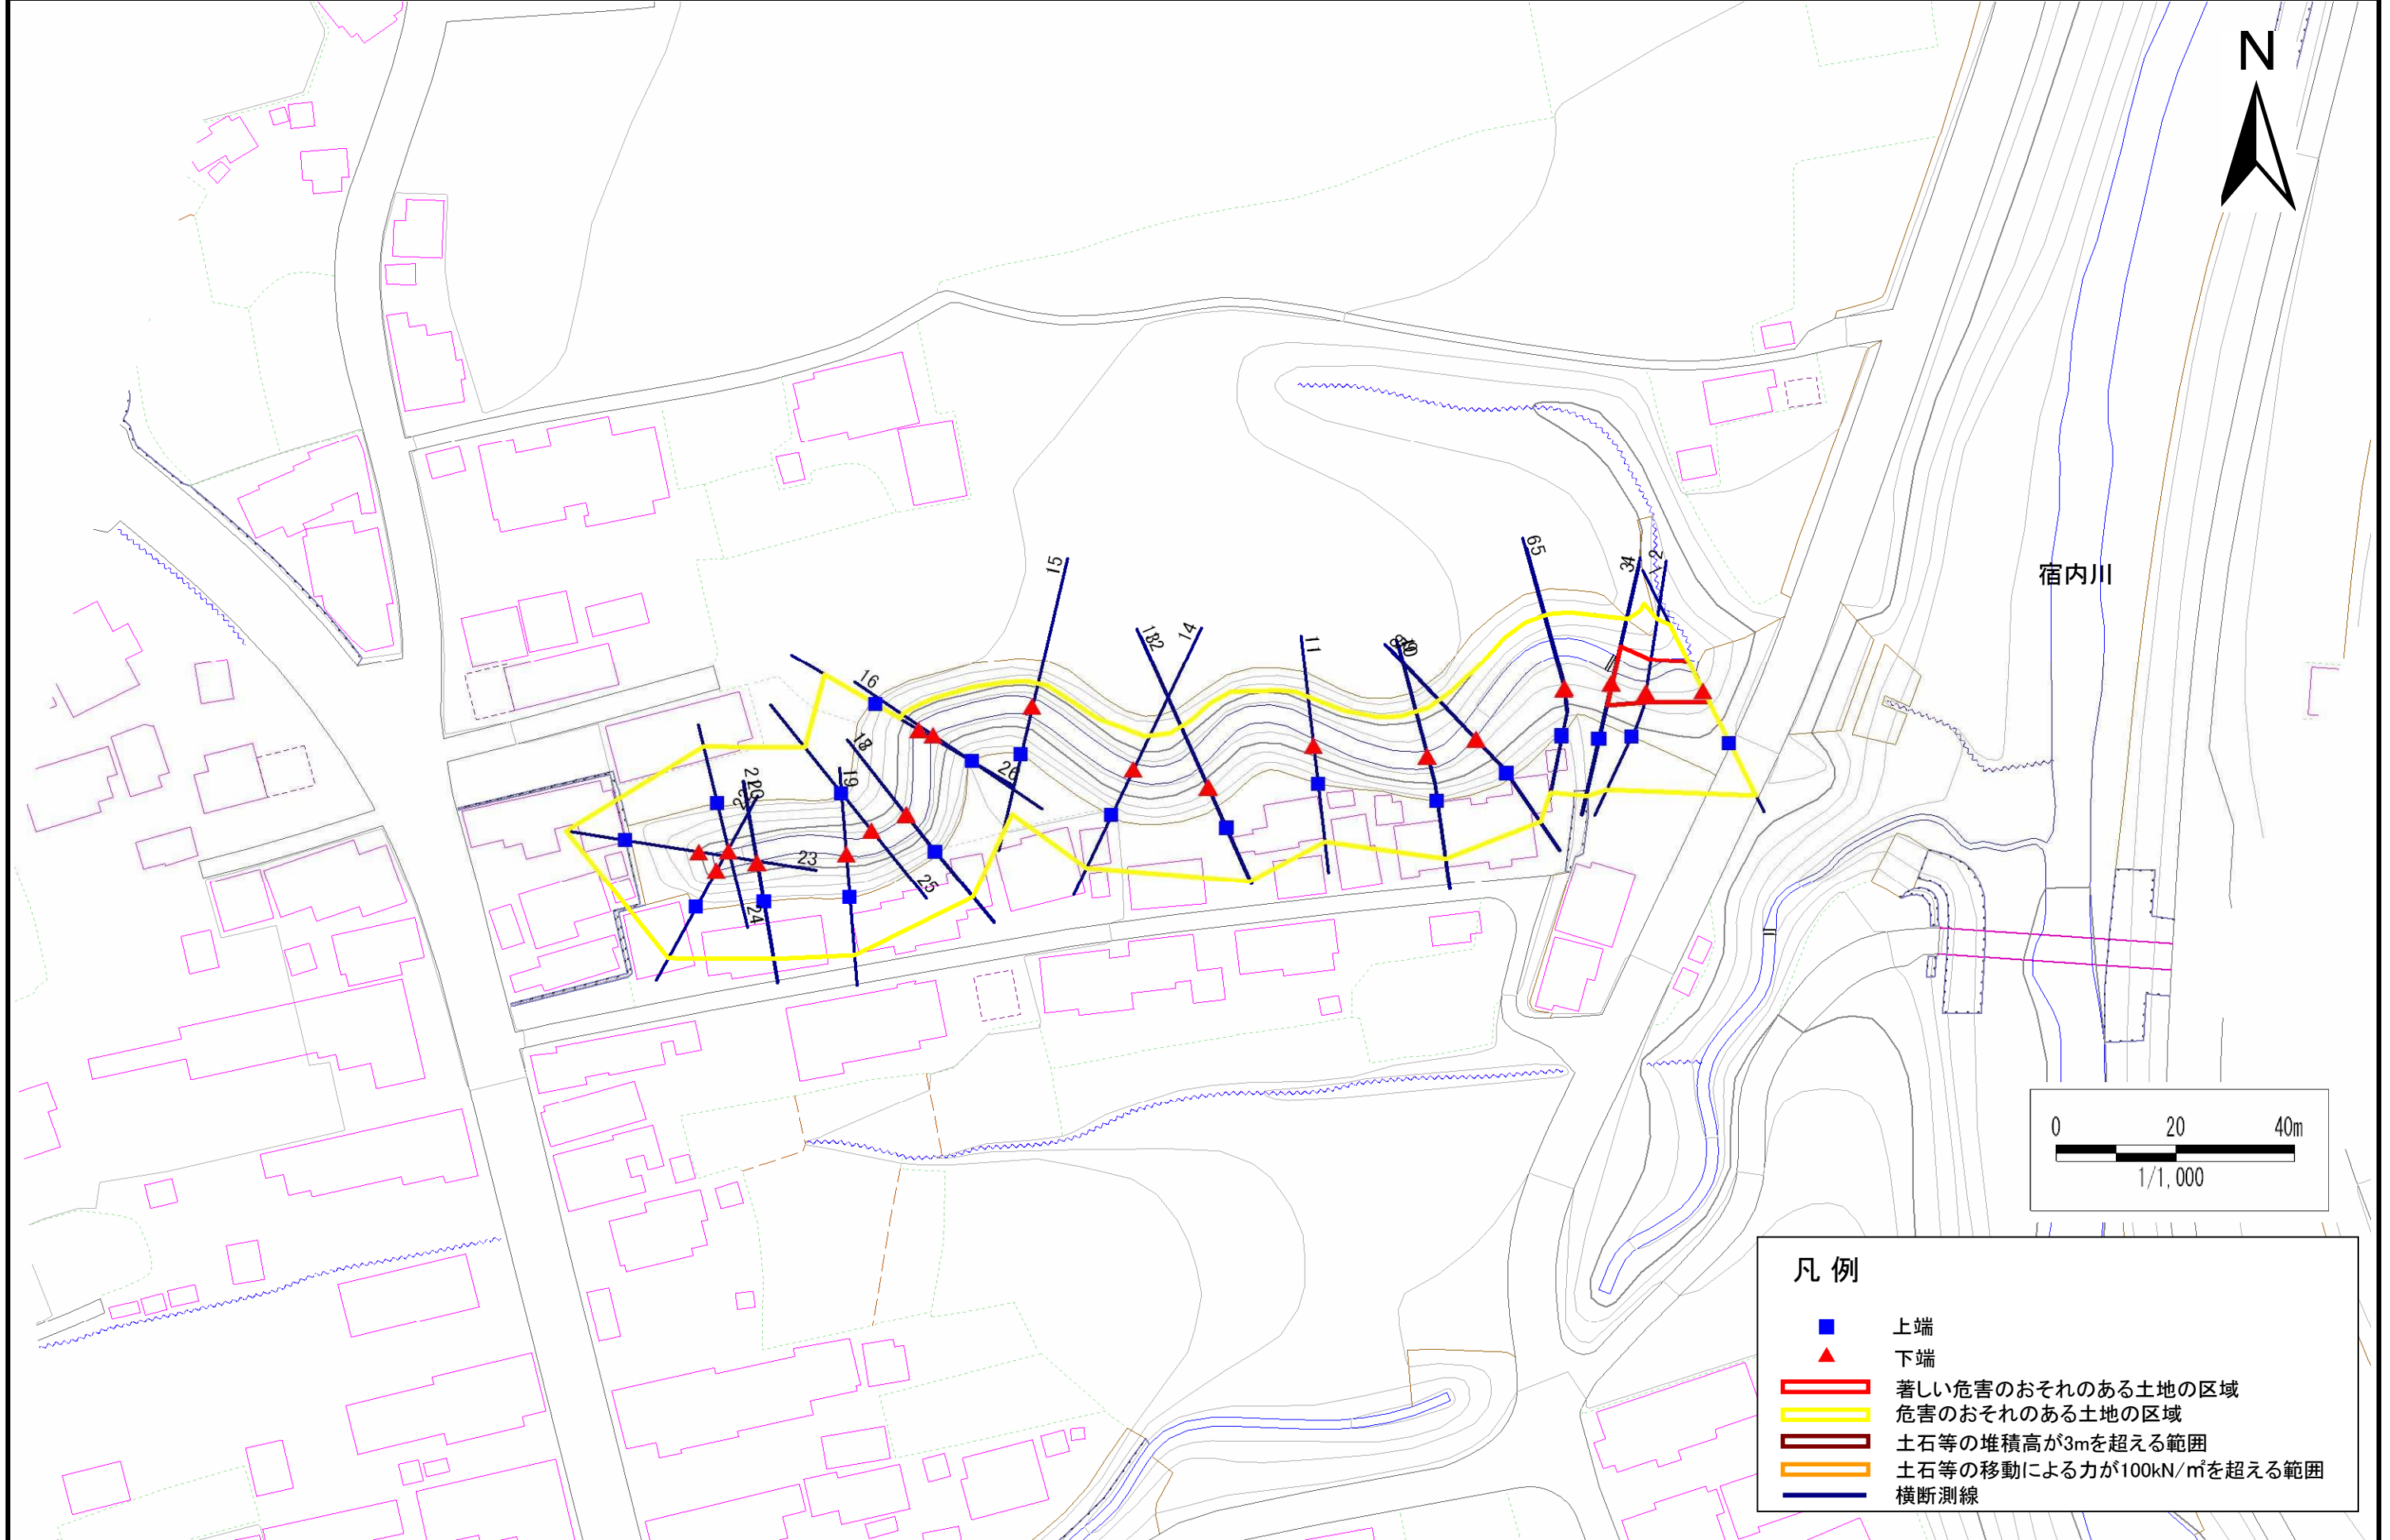 N
宿内川
15
65
34
2
14
11
16
18
19
26
23
25
24
0 20 40m
1/1,000
凡 例
上端
下端
著しい危害のおそれのある土地の区域
危害のおそれのある土地の区域
土石等の堆積高が3mを超える範囲
土石等の移動による力が100kN/㎡を超える範囲
横断測線